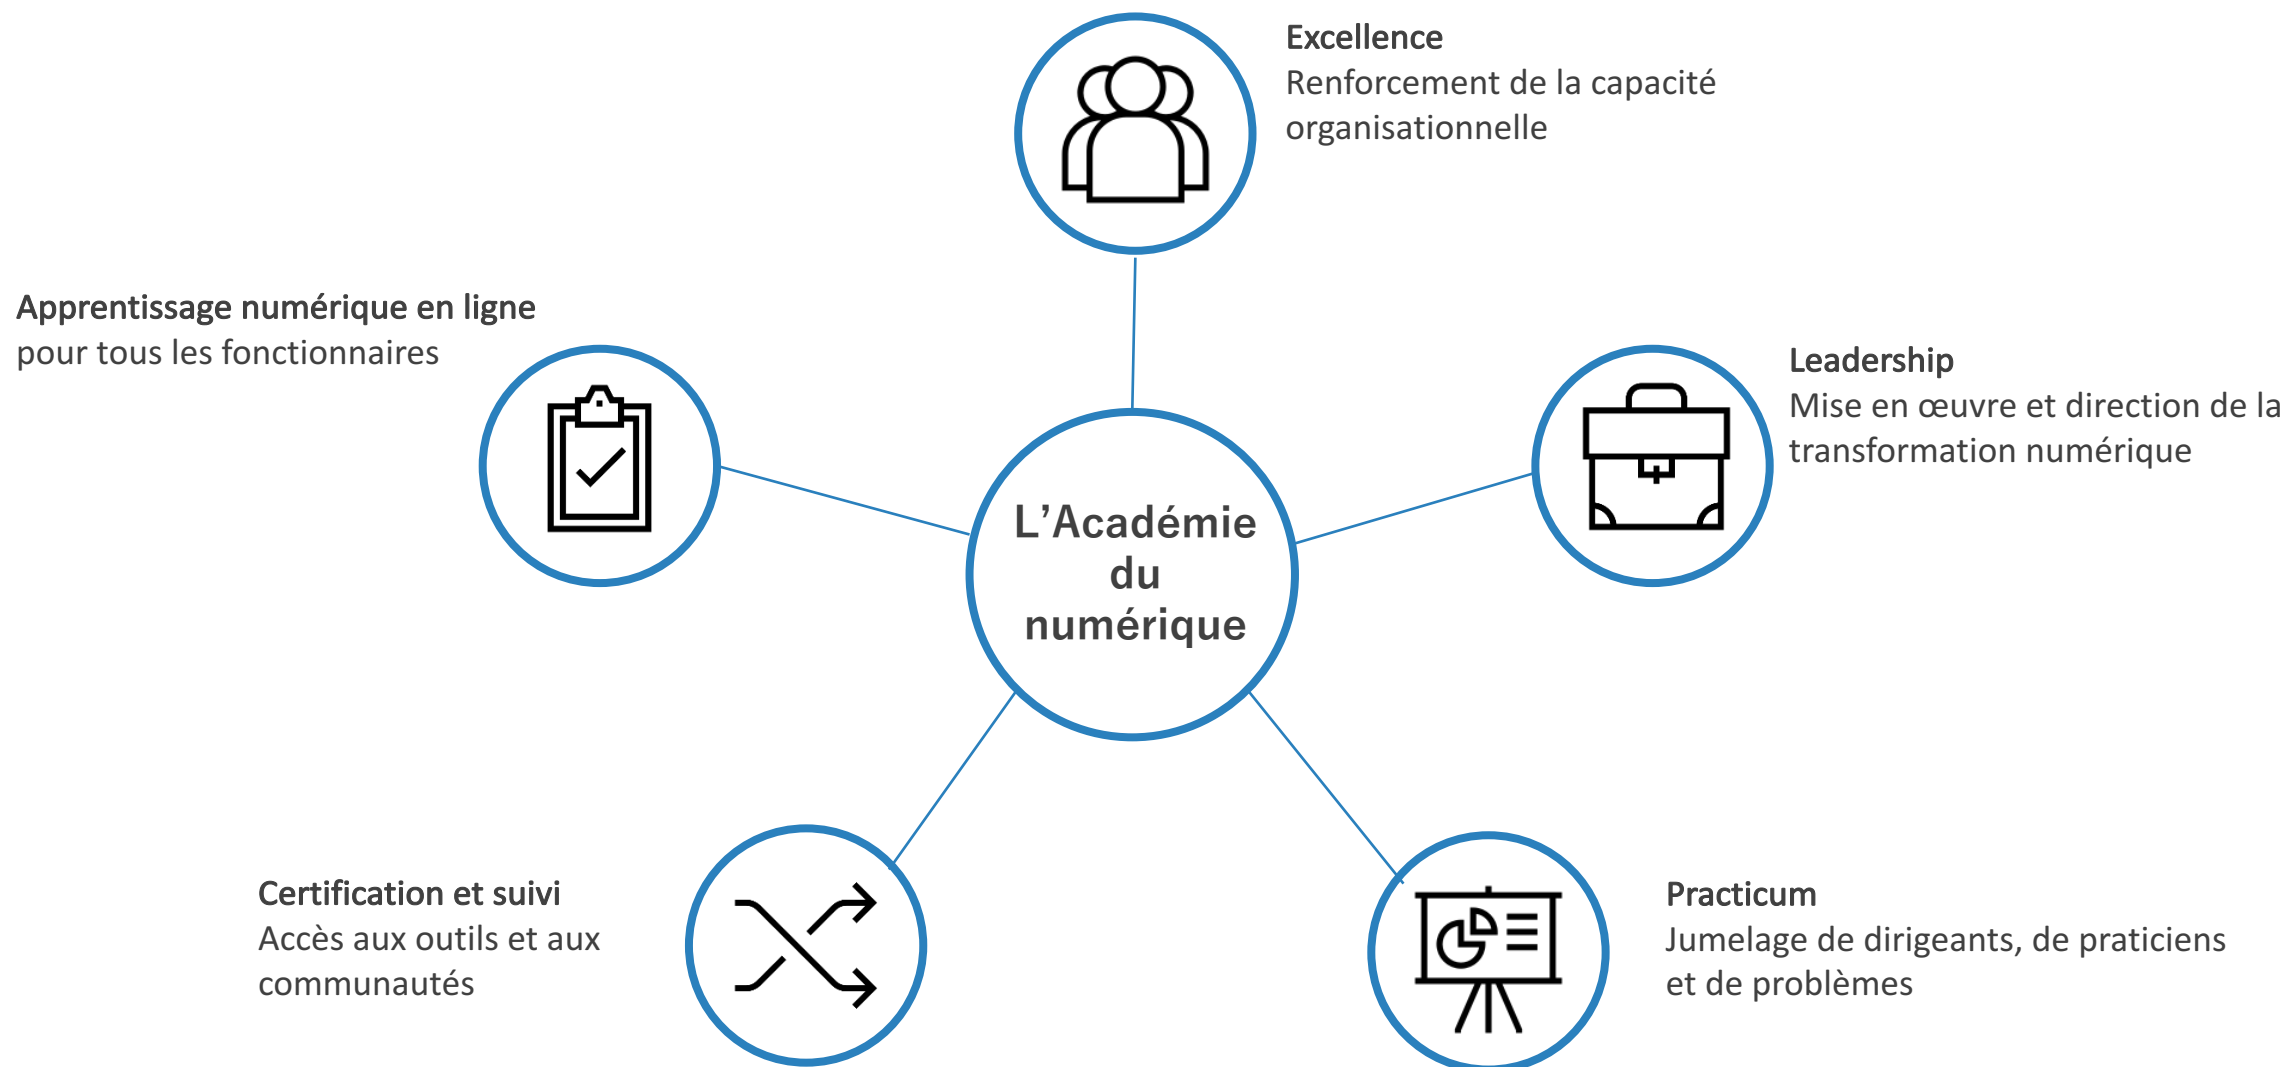 Excellence
Renforcement de la capacité
organisationnelle
Apprentissage numérique en ligne
pour tous les fonctionnaires
Leadership
Mise en œuvre et direction de la
transformation numérique
L’Académie
du
numérique
Certification et suivi
Accès aux outils et aux
communautés
Practicum
Jumelage de dirigeants, de praticiens
et de problèmes